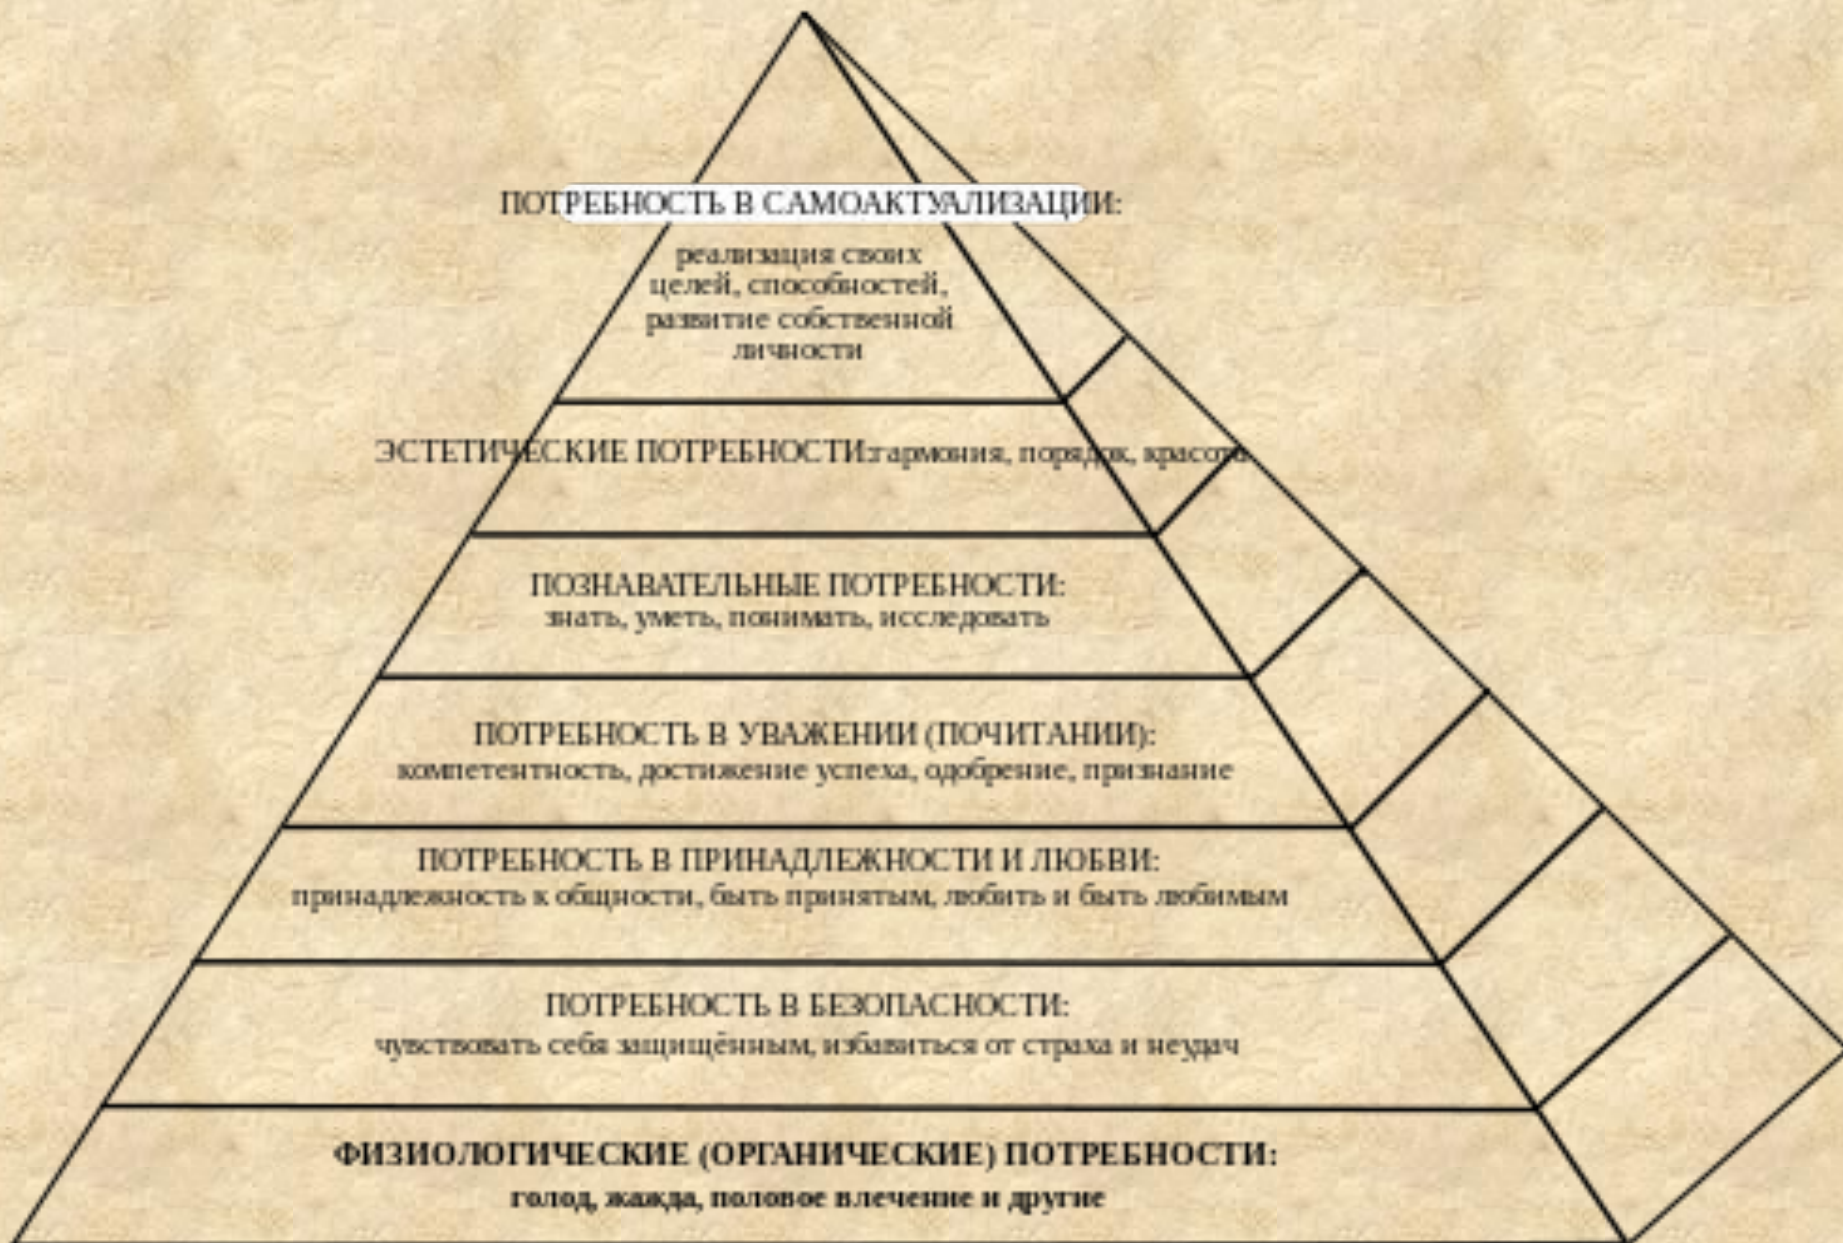 ПОТРЕБНОСТЬ В САМОАКТУАЛИЗАЦИИ:
реализация своих
целей, способностей,
развитие собственной
личности
ЭСТЕТИЧЕСКИЕ ПОТРЕБНОСТИ:гармония, порядок, красота
ПОЗНАВАТЕЛЬНЫЕ ПОТРЕБНОСТИ:
знать, уметь, понимать, исследовать
ПОТРЕБНОСТЬ В УВАЖЕНИИ (ПОЧИТАНИИ):
компетентность, достижение успеха, одобрение, признание
ПОТРЕБНОСТЬ В ПРИНАДЛЕЖНОСТИ И ЛЮБВИ:
принадлежность к общности, быть принятым, любить и быть любимым
ПОТРЕБНОСТЬ В БЕЗОПАСНОСТИ:
чувствовать себя защищённым, избавиться от страха и неудач
ФИЗИОЛОГИЧЕСКИЕ (ОРГАНИЧЕСКИЕ) ПОТРЕБНОСТИ:
голод, жажда, половое влечение и другие